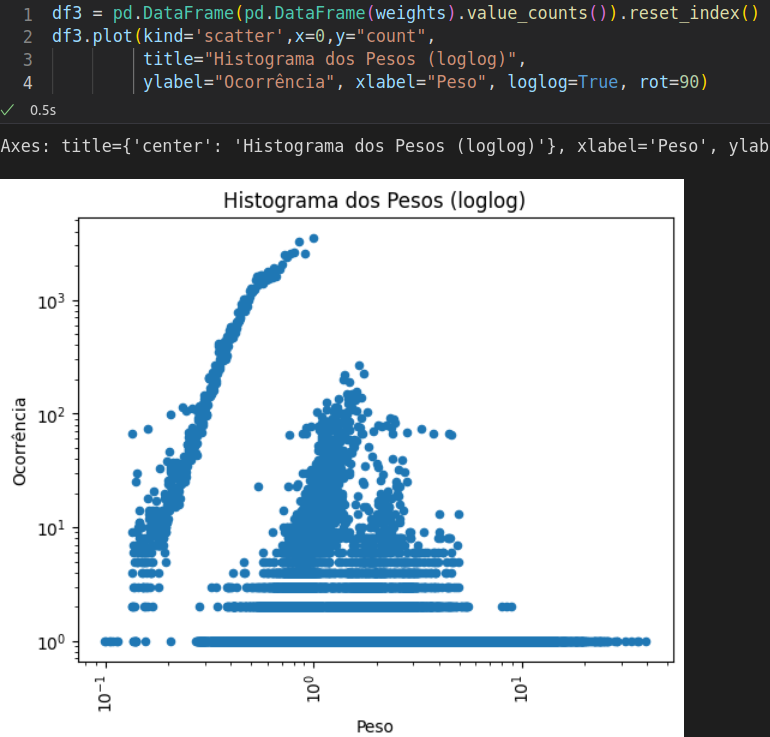 1 df3 = pd.DataFrame(pd.DataFrame(weights).value_counts()).reset_index()
2 df3.plot(kind='scatter',x=0,y="count",
3 title="Histograma dos Pesos (loglog)",
4 ylabel="Ocorrência", xlabel="Peso", loglog=True, rot=90)
✓ 0.5s
Axes: title={'center': 'Histograma dos Pesos (loglog)'}, xlabel='Peso', ylab
Histograma dos Pesos (loglog)
10³
10²
10¹
10⁰
Ocorrência
10⁻¹ 10⁰ 10¹
Peso